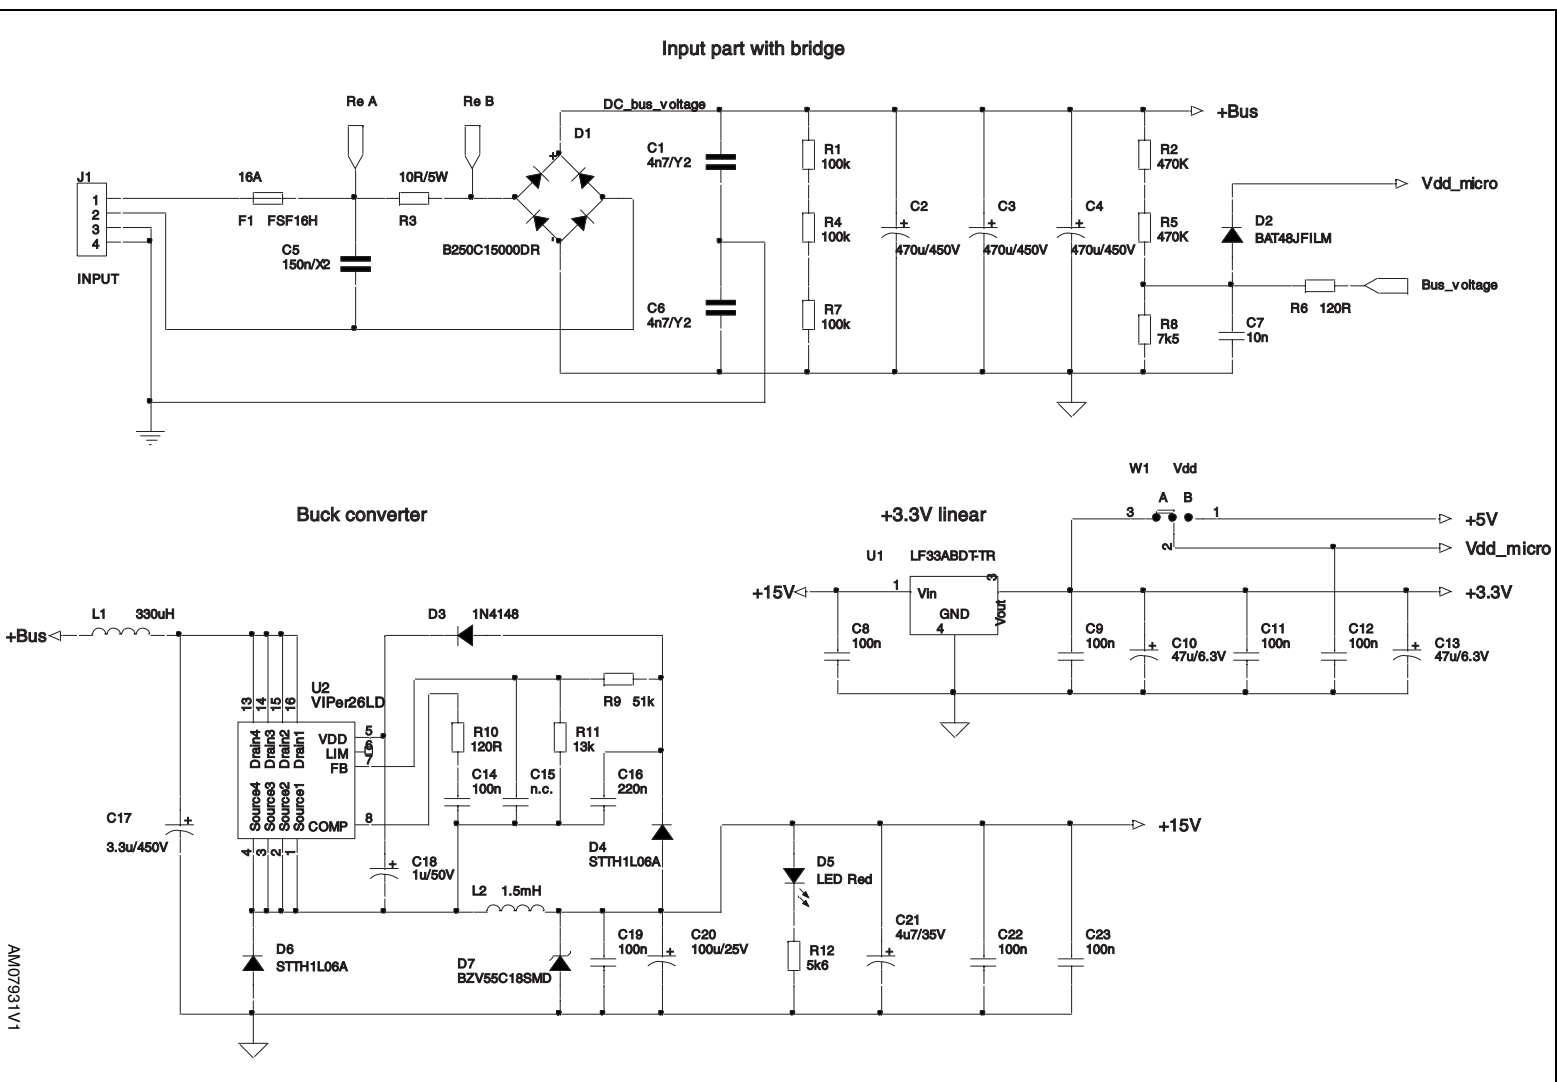 Input part with bridge
Re A
Re B
DC_bus_voltage
+Bus
D1
+
-
J1
1
2
3
4
INPUT
16A
F1 FSF16H
C5
150n/X2
10R/5W
R3
B250C15000DR
C1
4n7/Y2
C6
4n7/Y2
R1
100k
R4
100k
R7
100k
C2
+
470u/450V
C3
+
470u/450V
C4
+
470u/450V
R2
470K
R5
470K
R8
7k5
Vdd_micro
D2
BAT48JFILM
Bus_voltage
R6 120R
C7
10n
Buck converter
+3.3V linear
W1 Vdd
A B
3
1
2
+5V
Vdd_micro
+3.3V
U1 LF33ABDT-TR
+15V
1
Vin
3
Vout
GND
4
C8
100n
C9
100n
C10
+
47u/6.3V
C11
100n
C12
100n
C13
+
47u/6.3V
L1 330uH
+Bus
D3 1N4148
U2
VIPer26LD
13
14
15
16
Drain4
Drain3
Drain2
Drain1
Source4
Source3
Source2
Source1
VDD
LIM
FB
COMP
5
6
7
8
4
3
2
1
R9 51k
R10
120R
R11
13k
C14
100n
C15
n.c.
C16
220n
C17
+
3.3u/450V
C18
+
1u/50V
D4
STTH1L06A
L2 1.5mH
+15V
D5
LED Red
R12
5k6
D6
STTH1L06A
D7
BZV55C18SMD
C19
100n
C20
+
100u/25V
C21
4u7/35V
+
C22
100n
C23
100n
AM07931V1